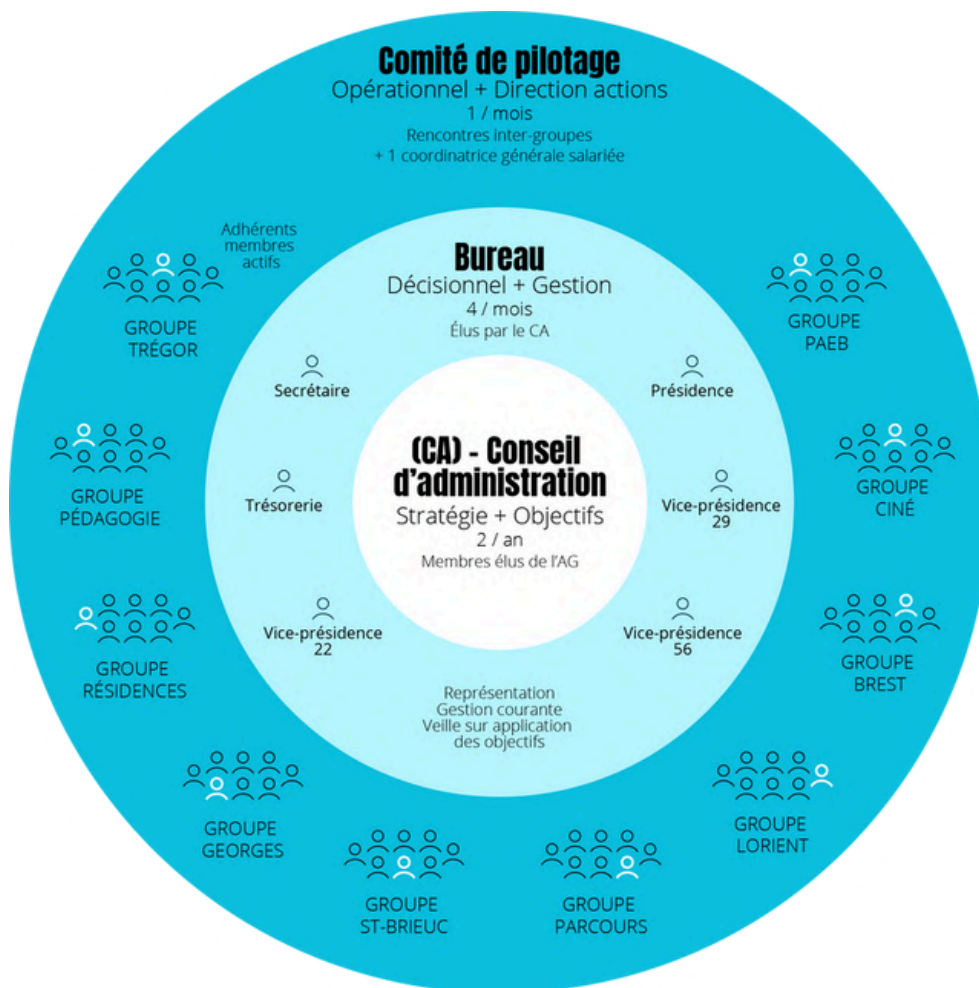 Comité de pilotage
Opérationnel + Direction actions
1 / mois
Rencontres inter-groupes
+ 1 coordinatrice générale salariée
Adhérents
membres
actifs
GROUPE
TRÉGOR
GROUPE
PAEB
GROUPE
PÉDAGOGIE
GROUPE
CINÉ
GROUPE
RÉSIDENCES
GROUPE
BREST
GROUPE
GEORGES
GROUPE
LORIENT
GROUPE
ST-BRIEUC
GROUPE
PARCOURS
Bureau
Décisionnel + Gestion
4 / mois
Élus par le CA
Secrétaire
Présidence
Trésorerie
Vice-présidence
29
Vice-présidence
22
Vice-présidence
56
Représentation
Gestion courante
Veille sur application
des objectifs
(CA) - Conseil
d'administration
Stratégie + Objectifs
2 / an
Membres élus de l'AG